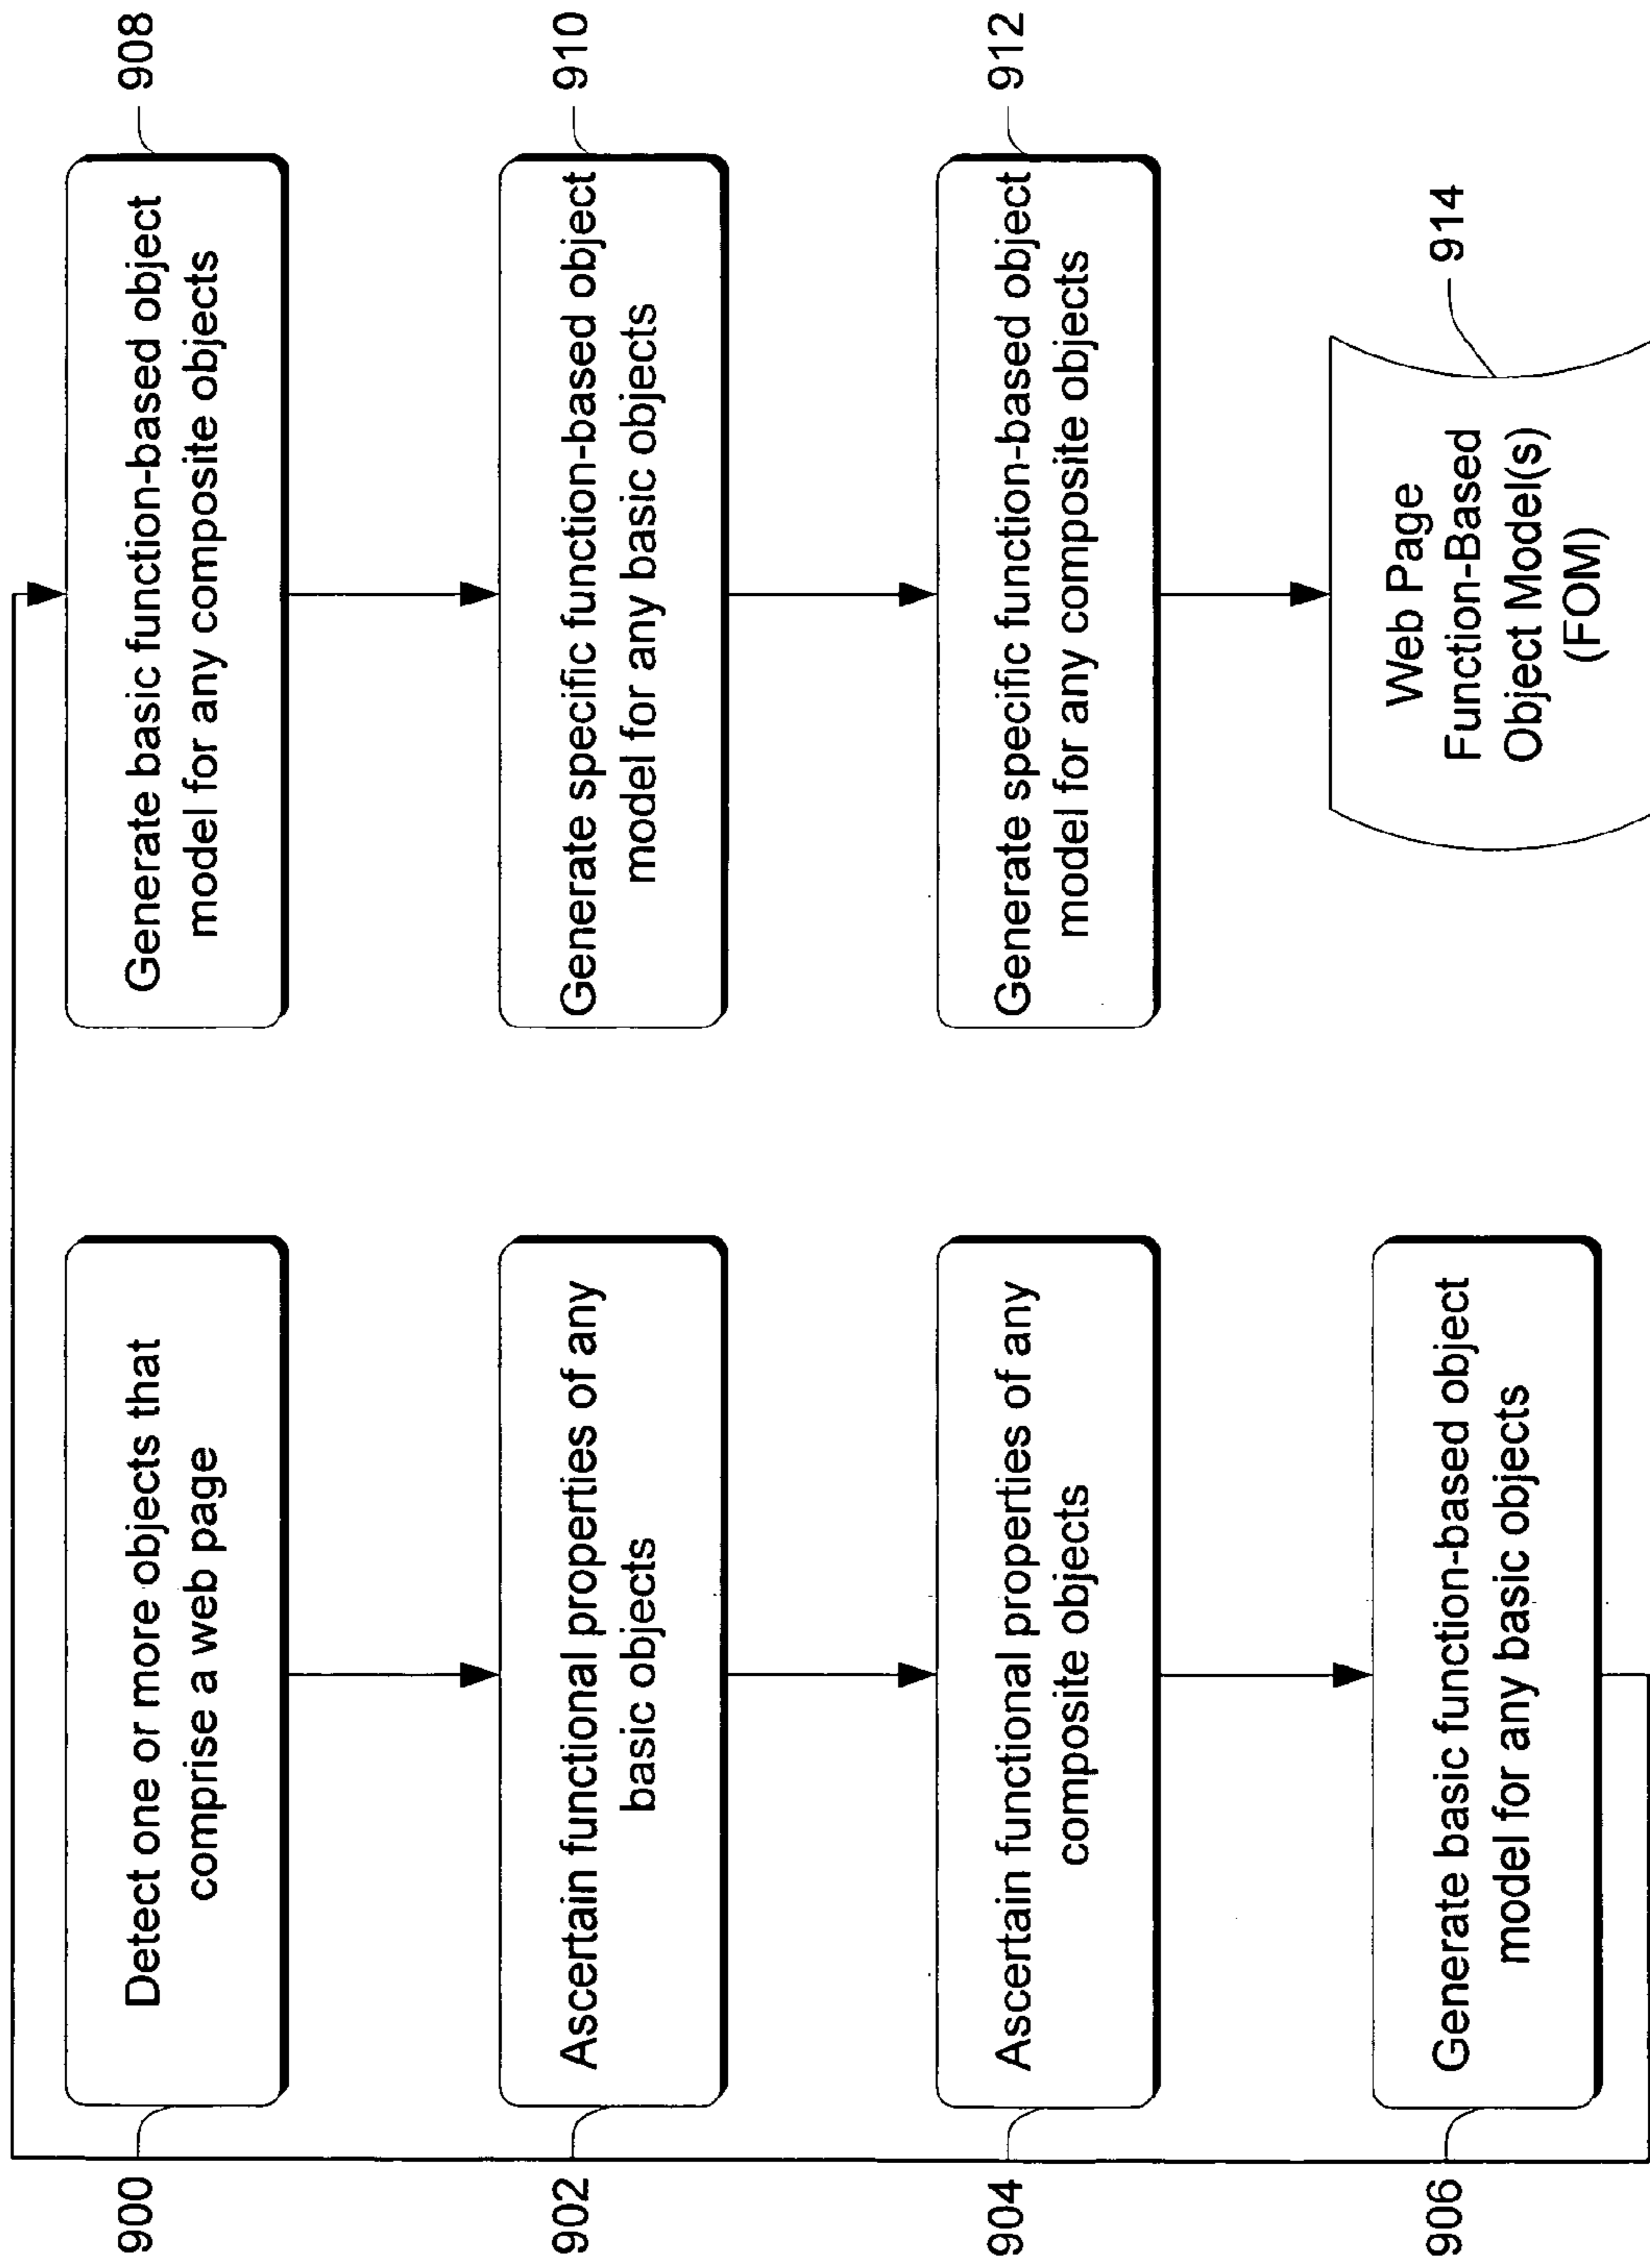 900
Detect one or more objects that
comprise a web page
902
Ascertain functional properties of any
basic objects
904
Ascertain functional properties of any
composite objects
906
Generate basic function-based object
model for any basic objects
908
Generate basic function-based object
model for any composite objects
910
Generate specific function-based object
model for any basic objects
912
Generate specific function-based object
model for any composite objects
914
Web Page
Function-Based
Object Model(s)
(FOM)